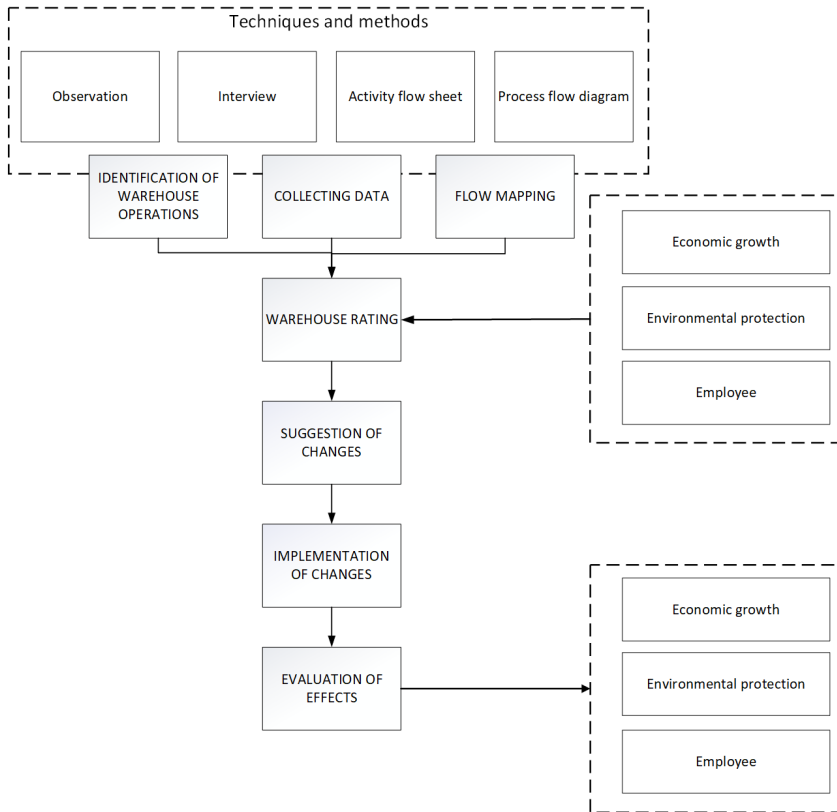 Techniques and methods
Observation
Interview
Activity flow sheet
Process flow diagram
IDENTIFICATION OF
WAREHOUSE
OPERATIONS
COLLECTING DATA
FLOW MAPPING
Economic growth
WAREHOUSE RATING
Environmental protection
Employee
SUGGESTION OF
CHANGES
IMPLEMENTATION
OF CHANGES
Economic growth
EVALUATION OF
EFFECTS
Environmental protection
Employee